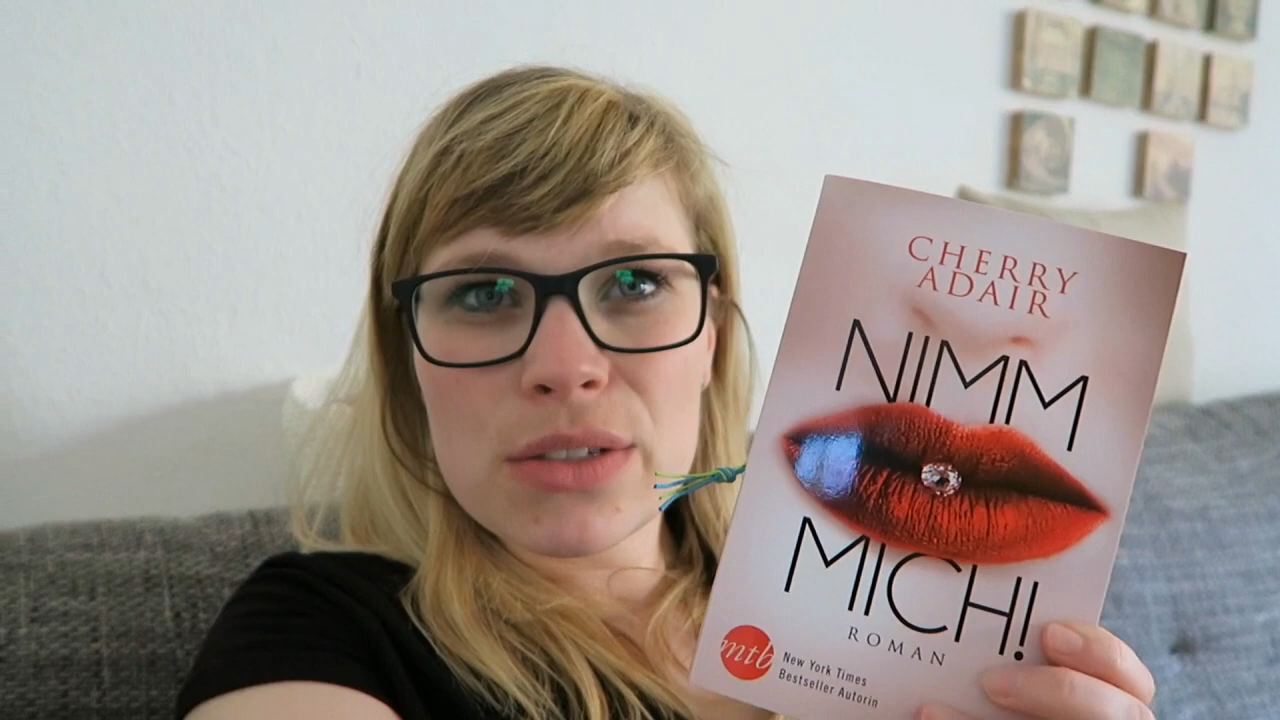 CHERRY
ADAIR
NIMM
MICH!
ROMAN
mtb
New York Times
Bestseller Autorin